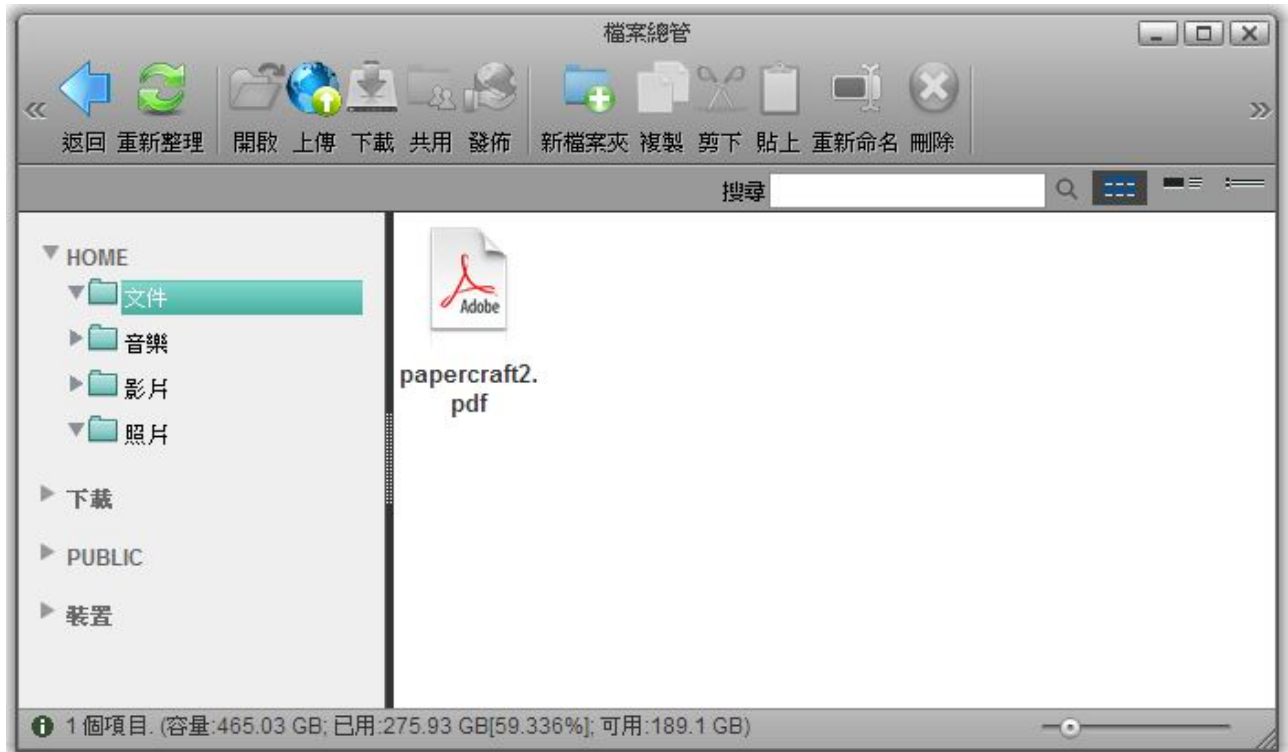 檔案總管
返回 重新整理 開啟 上傳 下載 共用 發佈 新檔案夾 複製 剪下 貼上 重新命名 刪除
搜尋
HOME
文件
音樂
影片
照片
下載
PUBLIC
裝置
Adobe
papercraft2.
pdf
1 個項目. (容量:465.03 GB; 已用:275.93 GB[59.336%]; 可用:189.1 GB)